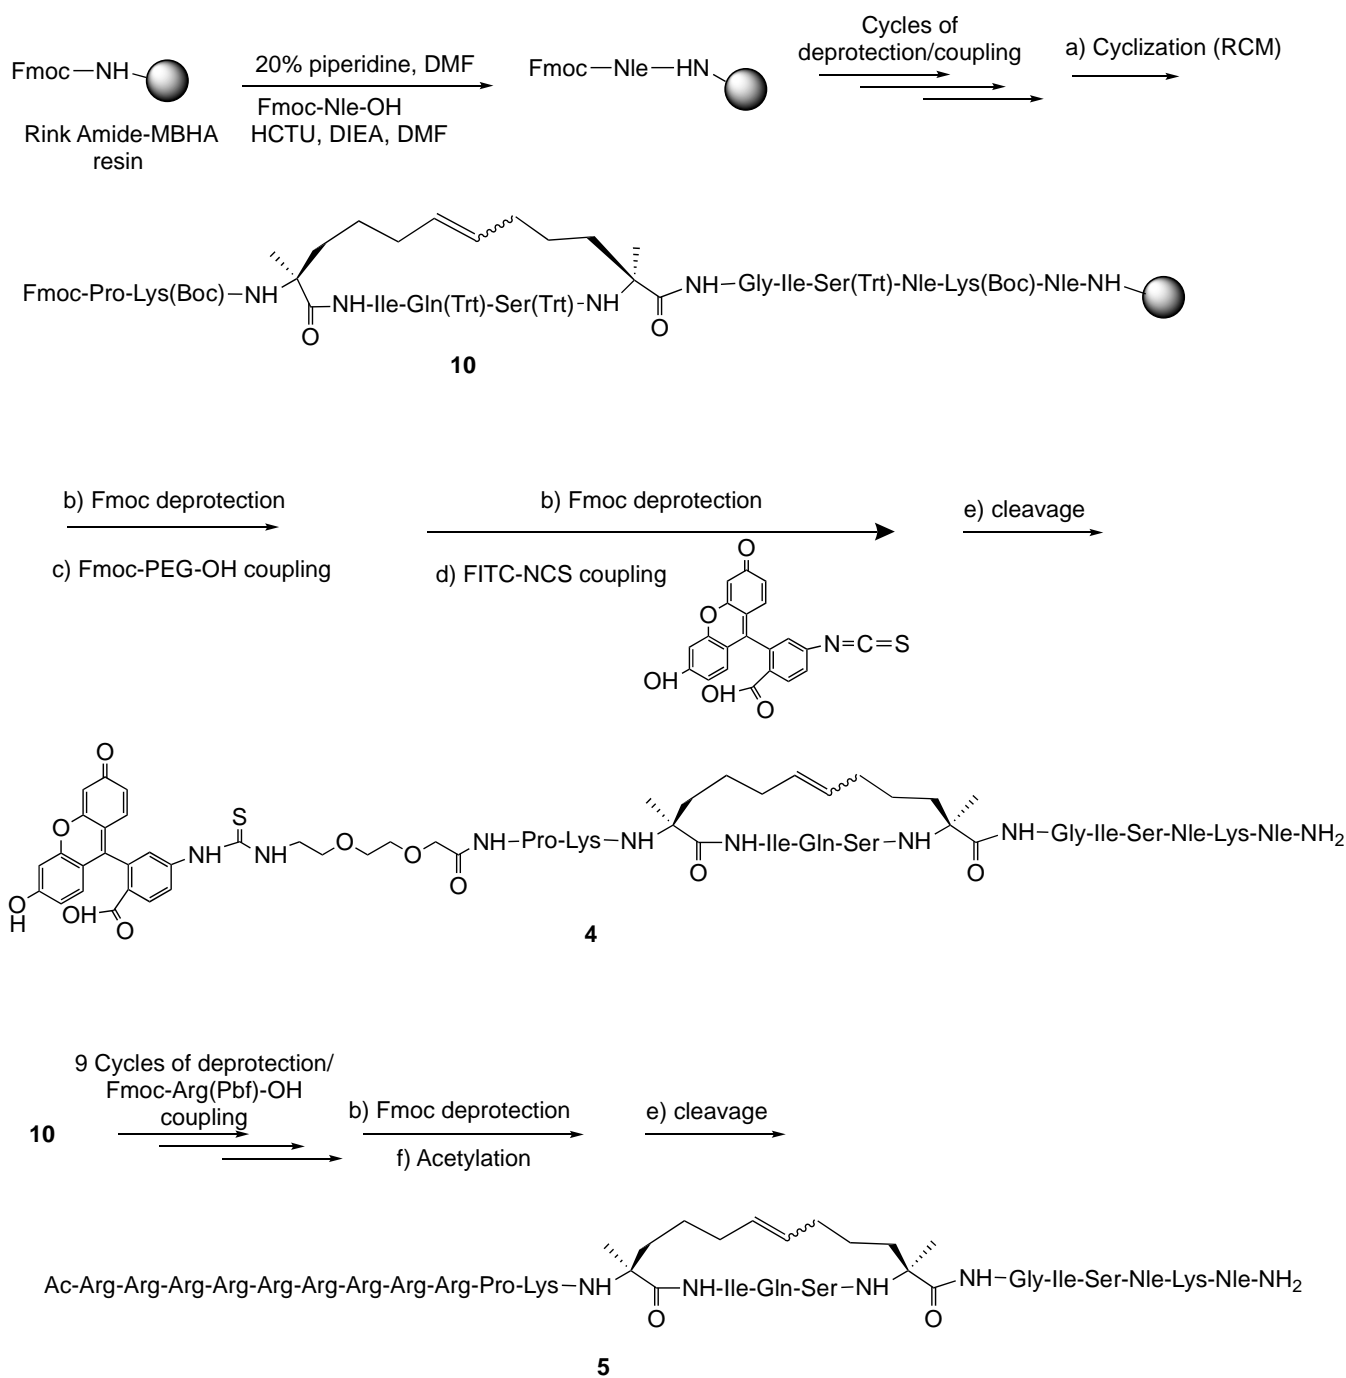 Fmoc—NH
Rink Amide-MBHA
resin
20% piperidine, DMF
Fmoc-Nle-OH
HCTU, DIEA, DMF
Fmoc—Nle—HN
Cycles of
deprotection/coupling
a) Cyclization (RCM)
Fmoc-Pro-Lys(Boc)—NH
O
NH-Ile-Gln(Trt)-Ser(Trt)-NH
O
NH—Gly-Ile-Ser(Trt)-Nle-Lys(Boc)-Nle-NH
10
b) Fmoc deprotection
c) Fmoc-PEG-OH coupling
b) Fmoc deprotection
d) FITC-NCS coupling
e) cleavage
O
O
N=C=S
OH
OH
O
O
O
S
NH
NH
O
O
O
NH—Pro-Lys—NH
O
NH-Ile-Gln-Ser—NH
O
NH—Gly-Ile-Ser-Nle-Lys-Nle-NH2
O
H
OH
O
4
10
9 Cycles of deprotection/
Fmoc-Arg(Pbf)-OH
coupling
b) Fmoc deprotection
f) Acetylation
e) cleavage
Ac-Arg-Arg-Arg-Arg-Arg-Arg-Arg-Arg-Arg-Pro-Lys—NH
O
NH-Ile-Gln-Ser—NH
O
NH—Gly-Ile-Ser-Nle-Lys-Nle-NH2
5